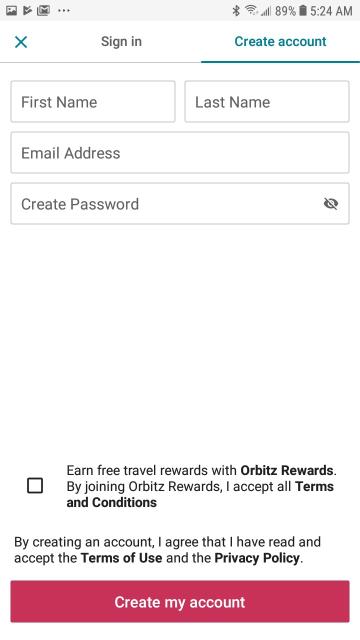 89% 5:24 AM
Sign in Create account
First Name Last Name
Email Address
Create Password
Earn free travel rewards with Orbitz Rewards.
By joining Orbitz Rewards, I accept all Terms
and Conditions
By creating an account, I agree that I have read and
accept the Terms of Use and the Privacy Policy.
Create my account